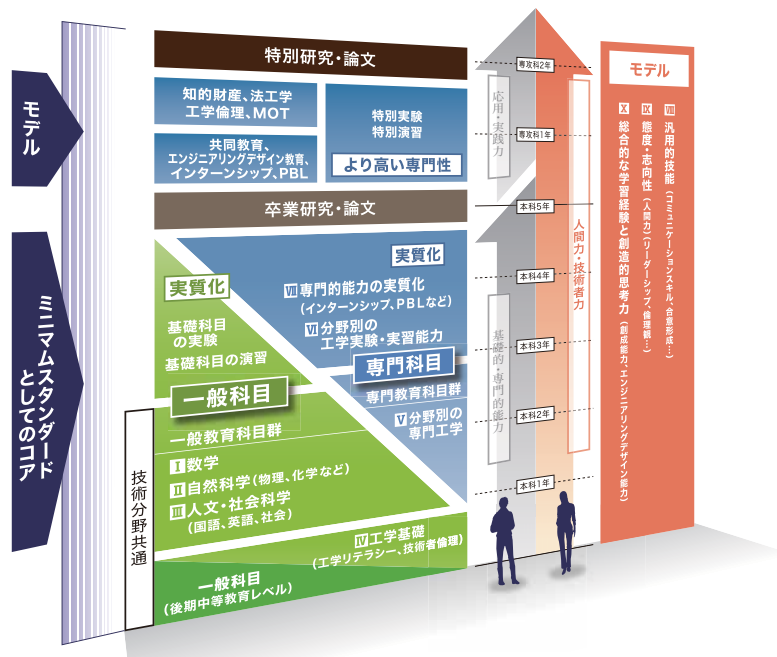 モデル
ミニマムスタンダード
としてのコア
技術分野共通
特別研究・論文
知的財産、法工学
工学倫理、MOT
共同教育、
エンジニアリングデザイン教育、
インターンシップ、PBL
特別実験
特別演習
より高い専門性
卒業研究・論文
実質化
基礎科目
の実験
基礎科目の演習
実質化
Ⅶ専門的能力の実質化
(インターンシップ、PBLなど)
Ⅵ分野別の
工学実験・実習能力
専門科目
専門教育科目群
Ⅴ分野別の
専門工学
一般科目
一般教育科目群
Ⅰ数学
Ⅱ自然科学(物理、化学など)
Ⅲ人文・社会科学
(国語、英語、社会)
Ⅳ工学基礎
(工学リテラシー、技術者倫理)
一般科目
(後期中等教育レベル)
専攻科2年
専攻科1年
本科5年
本科4年
本科3年
本科2年
本科1年
応用・実践力
基礎的・専門的能力
人間力・技術者力
モデル
Ⅷ 汎用的技能(コミュニケーションスキル、合意形成…)
Ⅸ 態度・志向性(人間力)(リーダーシップ、倫理観…)
Ⅹ 総合的な学習経験と創造的思考力(創成能力、エンジニアリングデザイン能力)